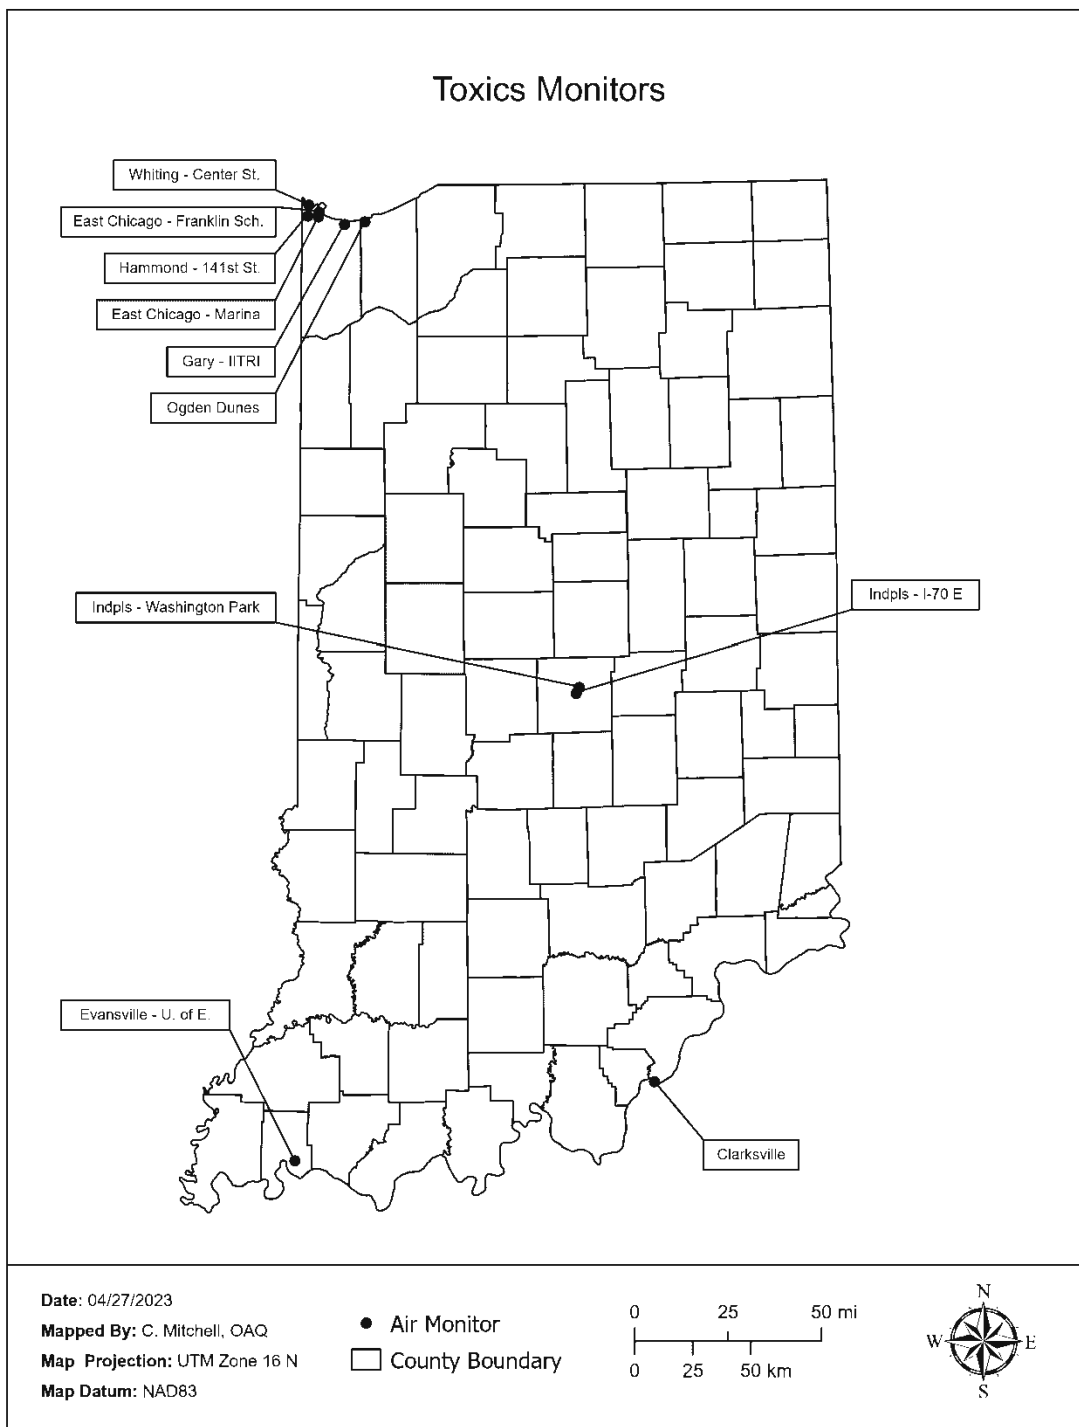 Toxics Monitors
Whiting - Center St.
East Chicago - Franklin Sch.
Hammond - 141st St.
East Chicago - Marina
Gary - IITRI
Ogden Dunes
Indpls - Washington Park
Indpls - I-70 E
Evansville - U. of E.
Clarksville
Date: 04/27/2023
Mapped By: C. Mitchell, OAQ
Map Projection: UTM Zone 16 N
Map Datum: NAD83
Air Monitor
County Boundary
0 25 50 mi
0 25 50 km
N
W E
S